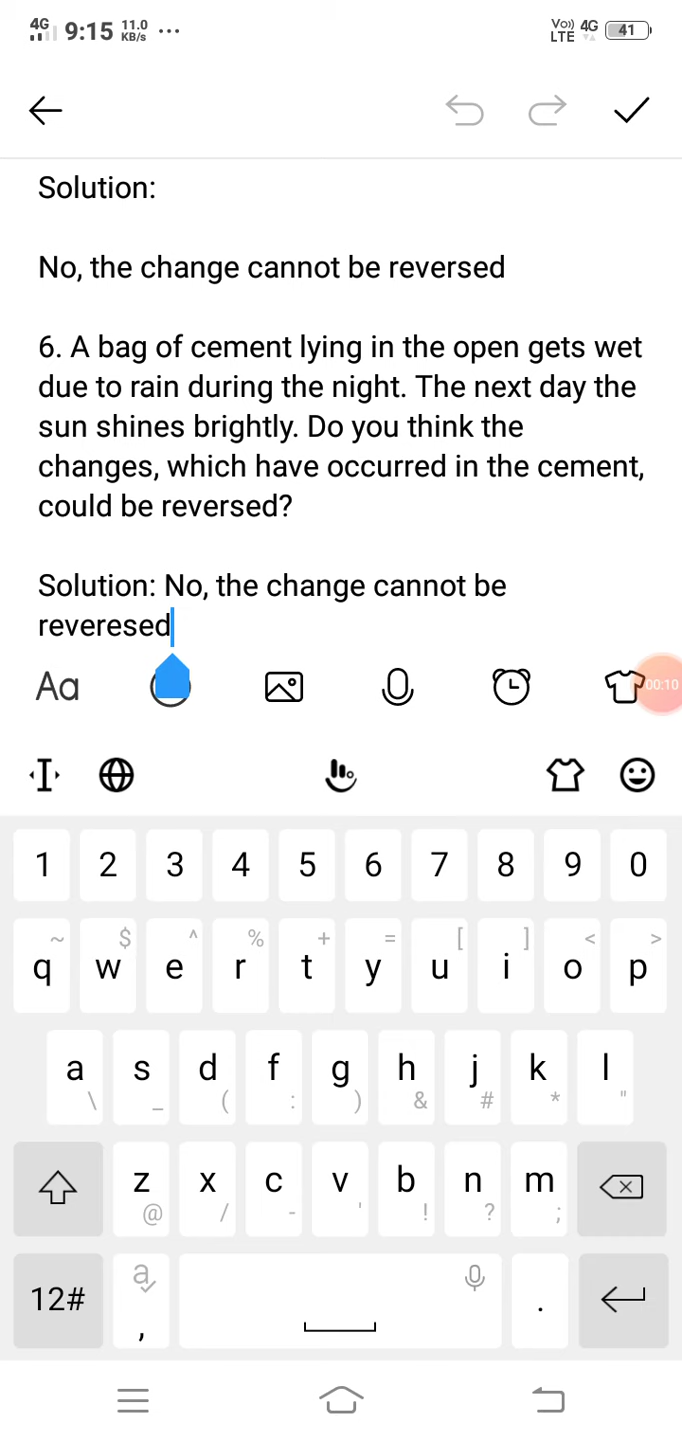 4G 9:15 11.0 KB/s ... Vo)) LTE 4G 41
Solution:
No, the change cannot be reversed
6. A bag of cement lying in the open gets wet
due to rain during the night. The next day the
sun shines brightly. Do you think the
changes, which have occurred in the cement,
could be reversed?
Solution: No, the change cannot be
reveresed
Aa 00:10
1 2 3 4 5 6 7 8 9 0
~ $ ^ % + = [ ] < >
q w e r t y u i o p
a s d f g h j k l
\ _ ( : ) & # * "
z x c v b n m
@ / - ' ! ? ;
12# a , .